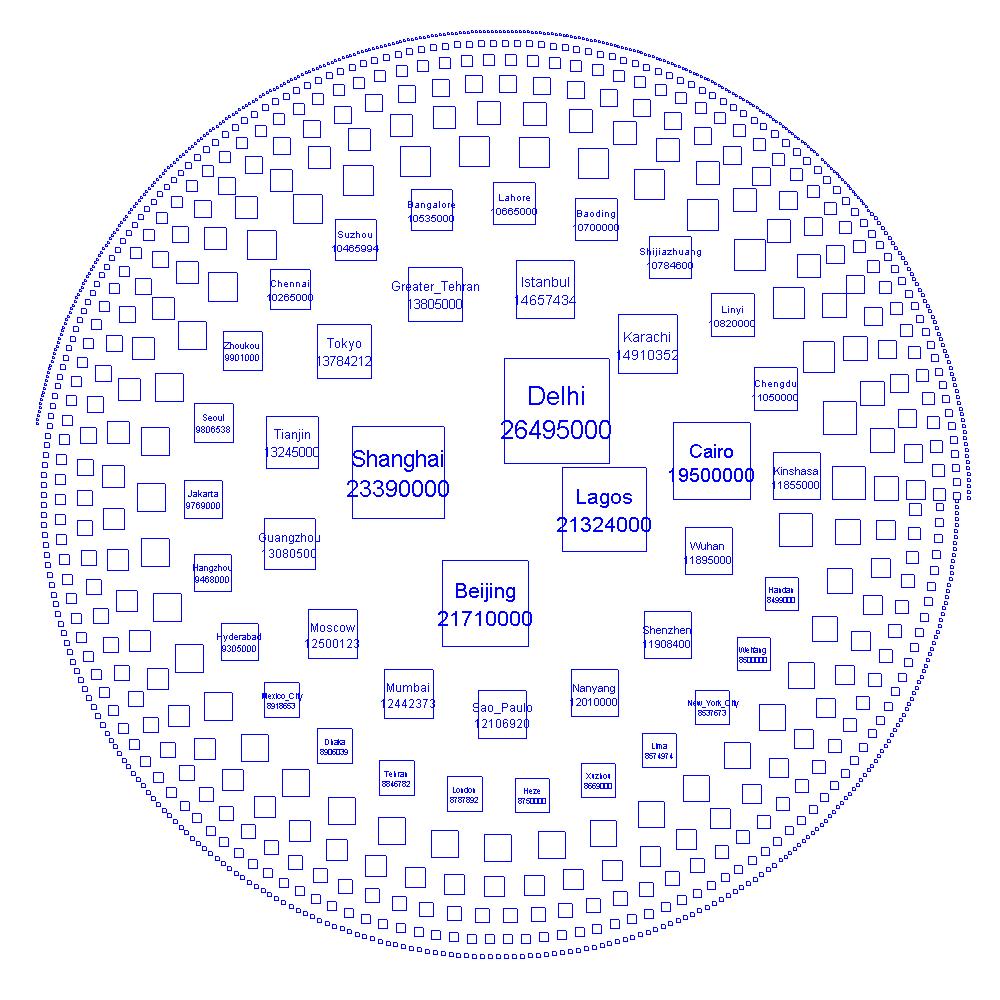 Lahore
10665000
Bangalore
10535000
Baoding
10700000
Suzhou
10465994
Shijiazhuang
10784600
Chennai
10265000
Greater_Tehran
13805000
Istanbul
14657434
Linyi
10820000
Zhoukou
9901000
Tokyo
13784212
Karachi
14910352
Chengdu
11050000
Delhi
26495000
Seoul
9806538
Tianjin
13245000
Shanghai
23390000
Cairo
19500000
Kinshasa
11855000
Jakarta
9769000
Lagos
21324000
Guangzhou
13080500
Wuhan
11895000
Hangzhou
9468000
Beijing
21710000
Handan
8499000
Hyderabad
9305000
Moscow
12500123
Shenzhen
11908400
Weifang
8500000
Mexico_City
8918653
Mumbai
12442373
Sao_Paulo
12106920
Nanyang
12010000
New_York_City
8537673
Dhaka
8906039
Lima
8574974
Tehran
8846782
London
8787892
Heze
8750000
Xuzhou
8669000